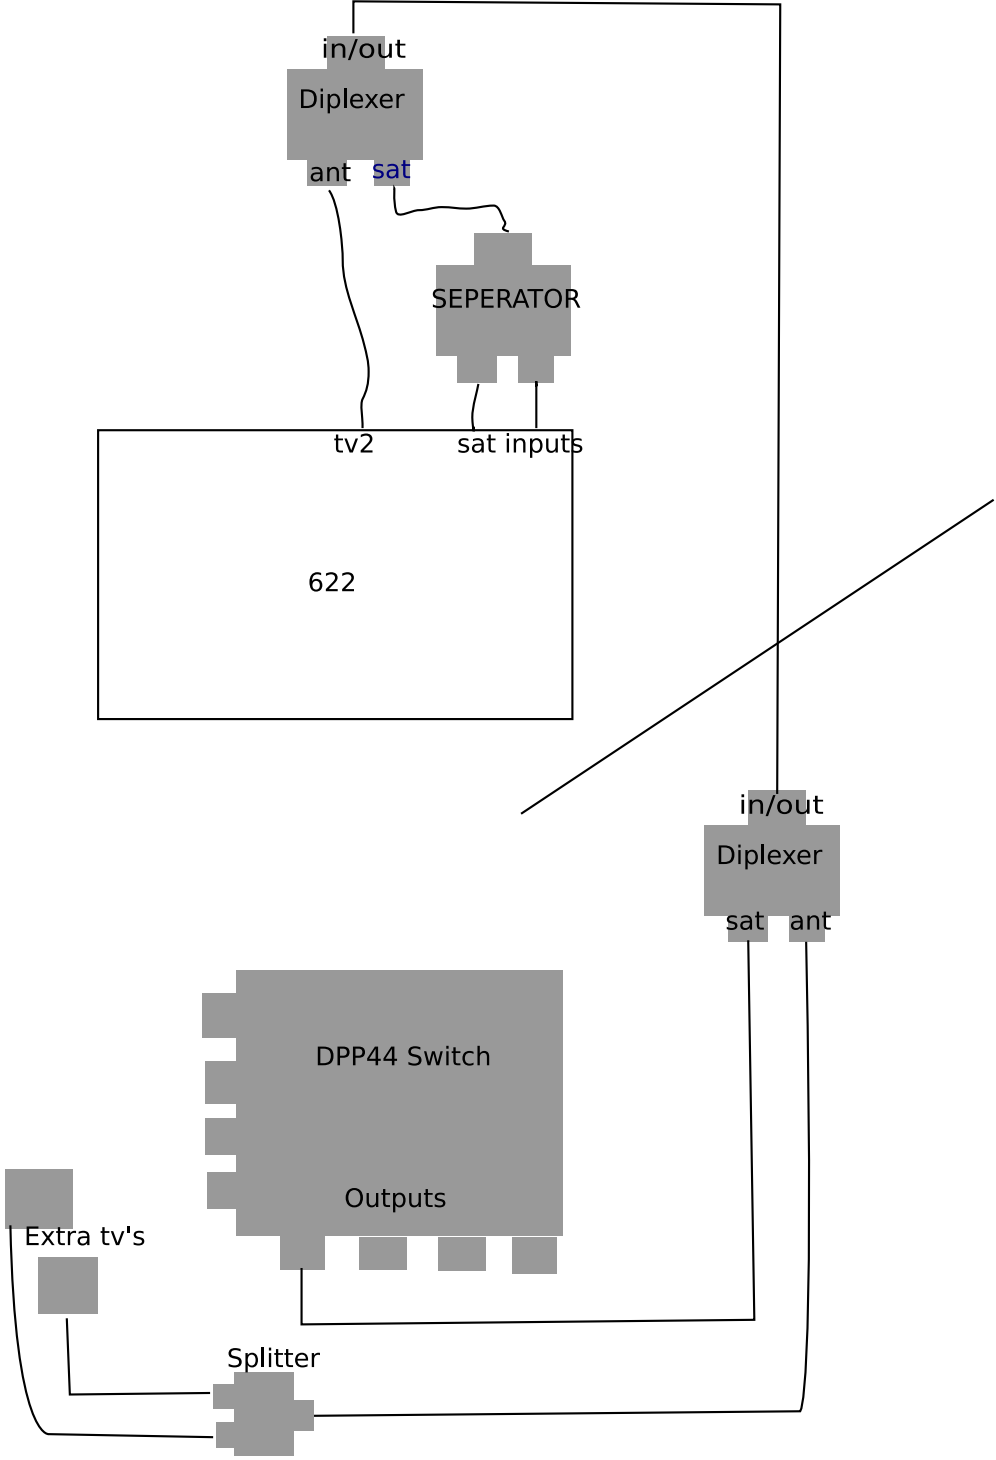 in/out
Diplexer
ant sat
SEPERATOR
tv2 sat inputs
622
in/out
Diplexer
sat ant
DPP44 Switch
Outputs
Extra tv's
Splitter